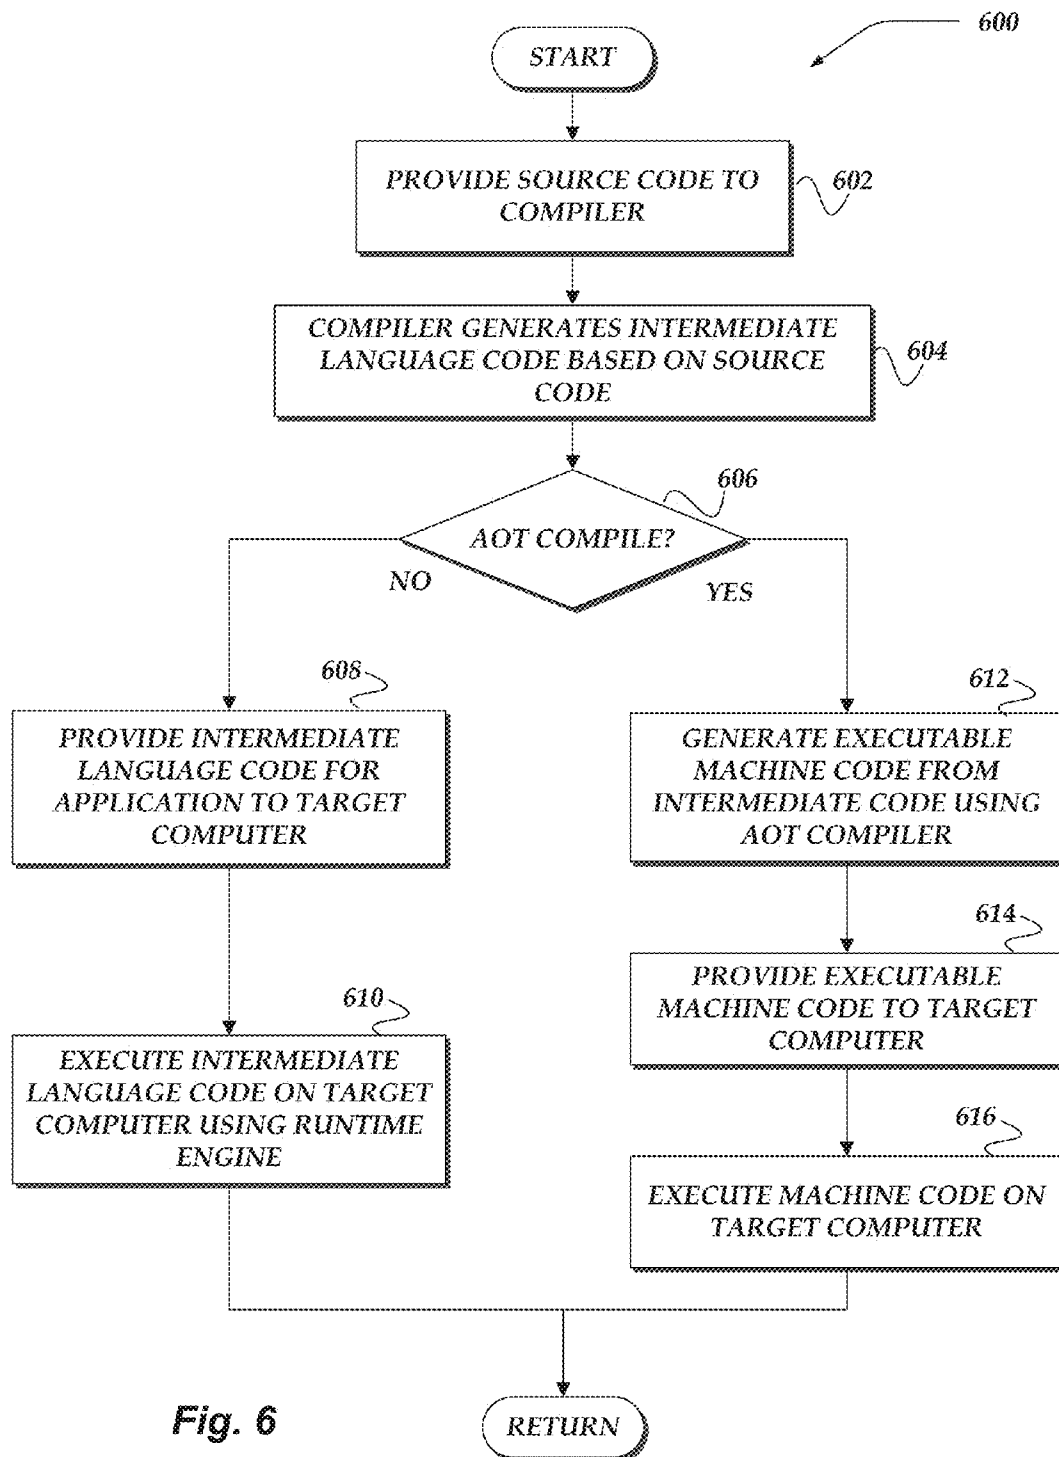 600
START
PROVIDE SOURCE CODE TO
COMPILER
602
COMPILER GENERATES INTERMEDIATE
LANGUAGE CODE BASED ON SOURCE
CODE
604
606
AOT COMPILE?
NO
YES
608
PROVIDE INTERMEDIATE
LANGUAGE CODE FOR
APPLICATION TO TARGET
COMPUTER
610
EXECUTE INTERMEDIATE
LANGUAGE CODE ON TARGET
COMPUTER USING RUNTIME
ENGINE
612
GENERATE EXECUTABLE
MACHINE CODE FROM
INTERMEDIATE CODE USING
AOT COMPILER
614
PROVIDE EXECUTABLE
MACHINE CODE TO TARGET
COMPUTER
616
EXECUTE MACHINE CODE ON
TARGET COMPUTER
RETURN
Fig. 6